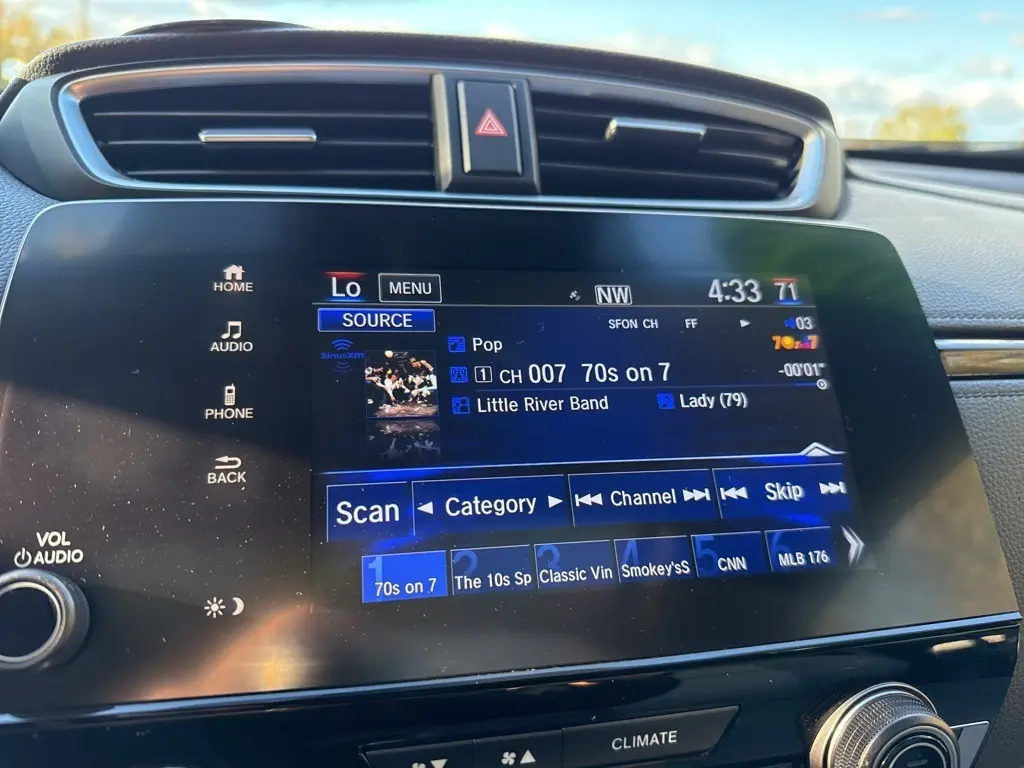 Lo MENU NW 4:33 71
HOME
SOURCE SFON CH FF 03
SiriusXM Pop
AUDIO
1 CH 007 70s on 7 -00'01"
Little River Band Lady (79)
PHONE
BACK
Scan Category Channel Skip
VOL
AUDIO
1 2 3 4 5 6
70s on 7 The 10s Sp Classic Vin Smokey'sS CNN MLB 176
CLIMATE